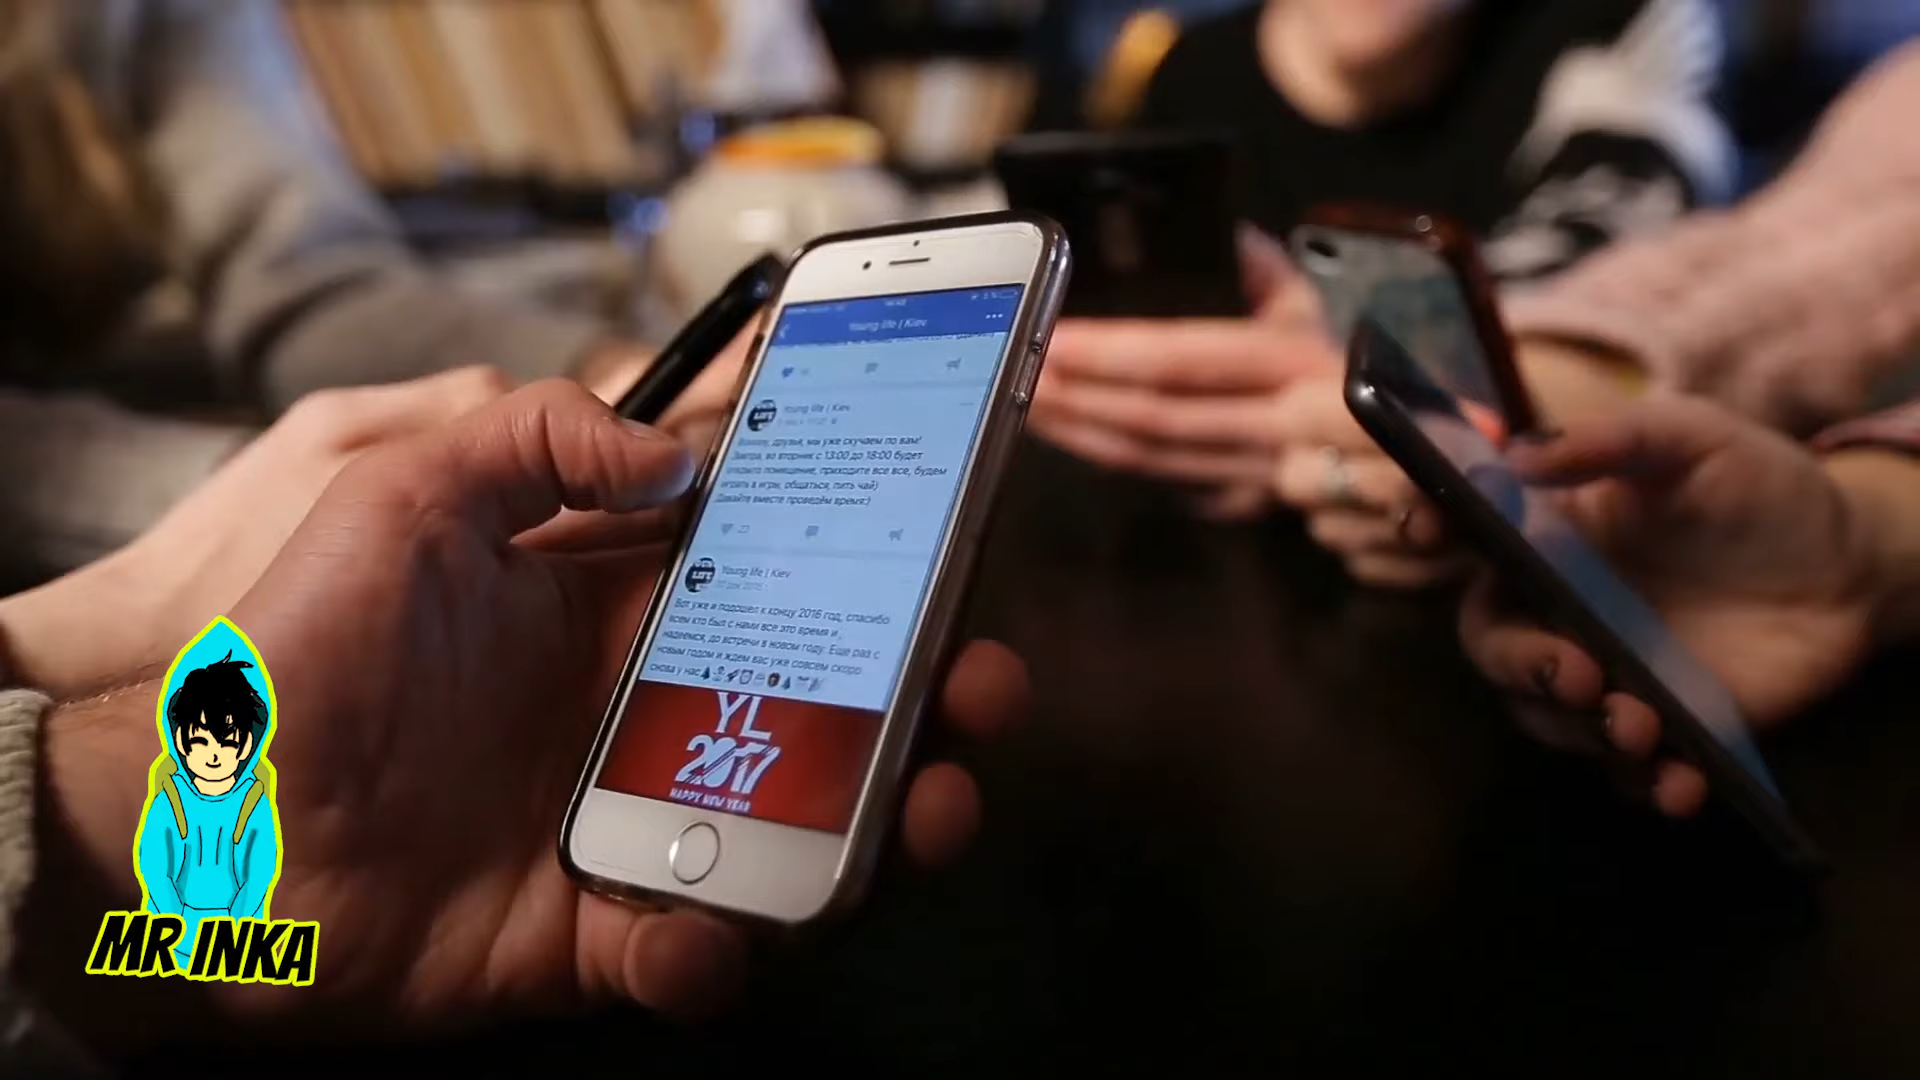 Young life | Kiev
Young life | Kiev
друзья, мы уже скучаем по вам!
Завтра, во вторник с 13:00 до 18:00 будет
открыто помещение, приходите все все, будем
играть в игры, общаться, пить чай)
Давайте вместе проведём время:)
22
Young life | Kiev
Вот уже и подошел к концу 2016 год, спасибо
всем кто был с нами все это время и ,
надеемся, до встречи в новом году. Еще раз с
новым годом и ждем вас уже совсем скоро
снова у нас
YL
2017
HAPPY NEW YEAR
MR INKA